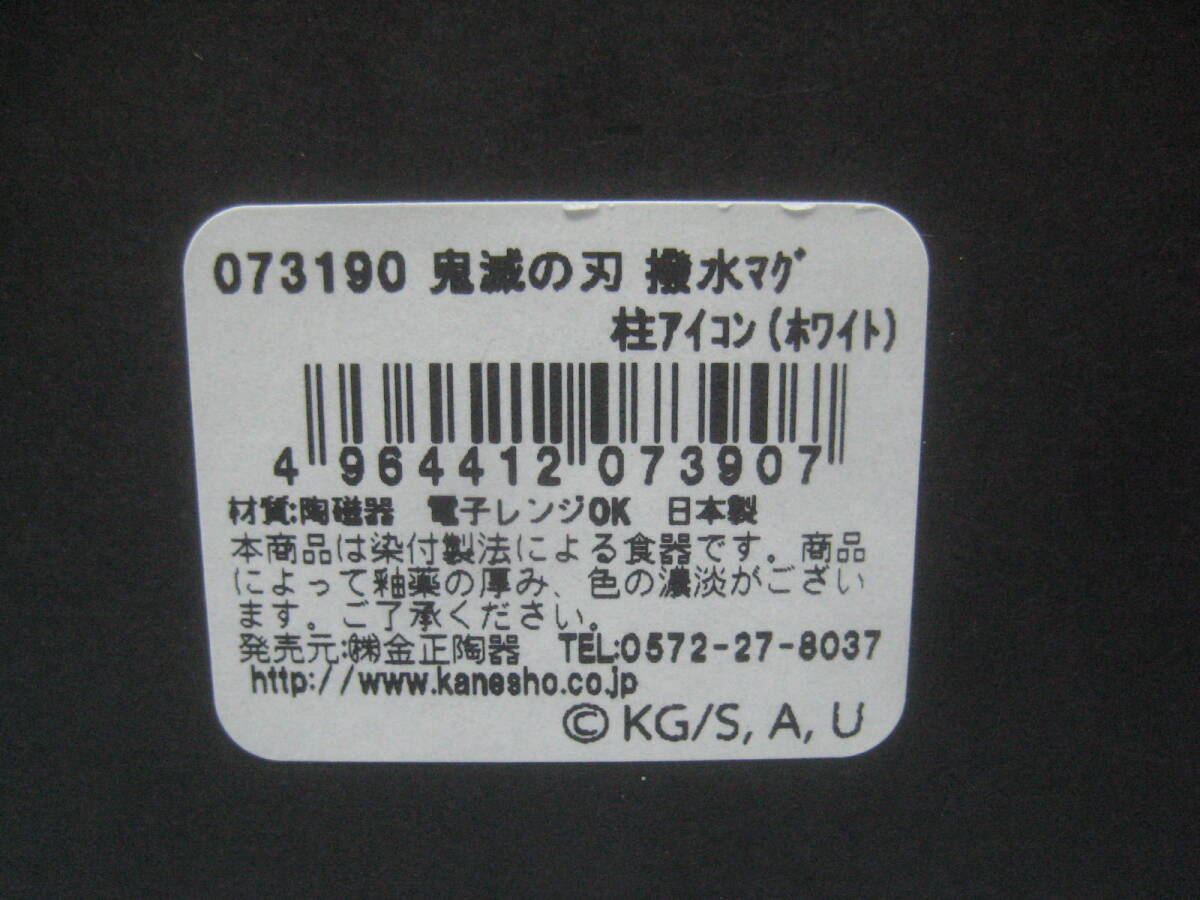 073190 鬼滅の刃 撥水ﾏｸﾞ
柱アイコン(ホワイト)
4 964412 073907
材質:陶磁器 電子レンジOK 日本製
本商品は染付製法による食器です。商品
によって釉薬の厚み、色の濃淡がござい
ます。ご了承ください。
発売元:㈱金正陶器 TEL:0572-27-8037
http://www.kanesho.co.jp
©KG/S, A, U